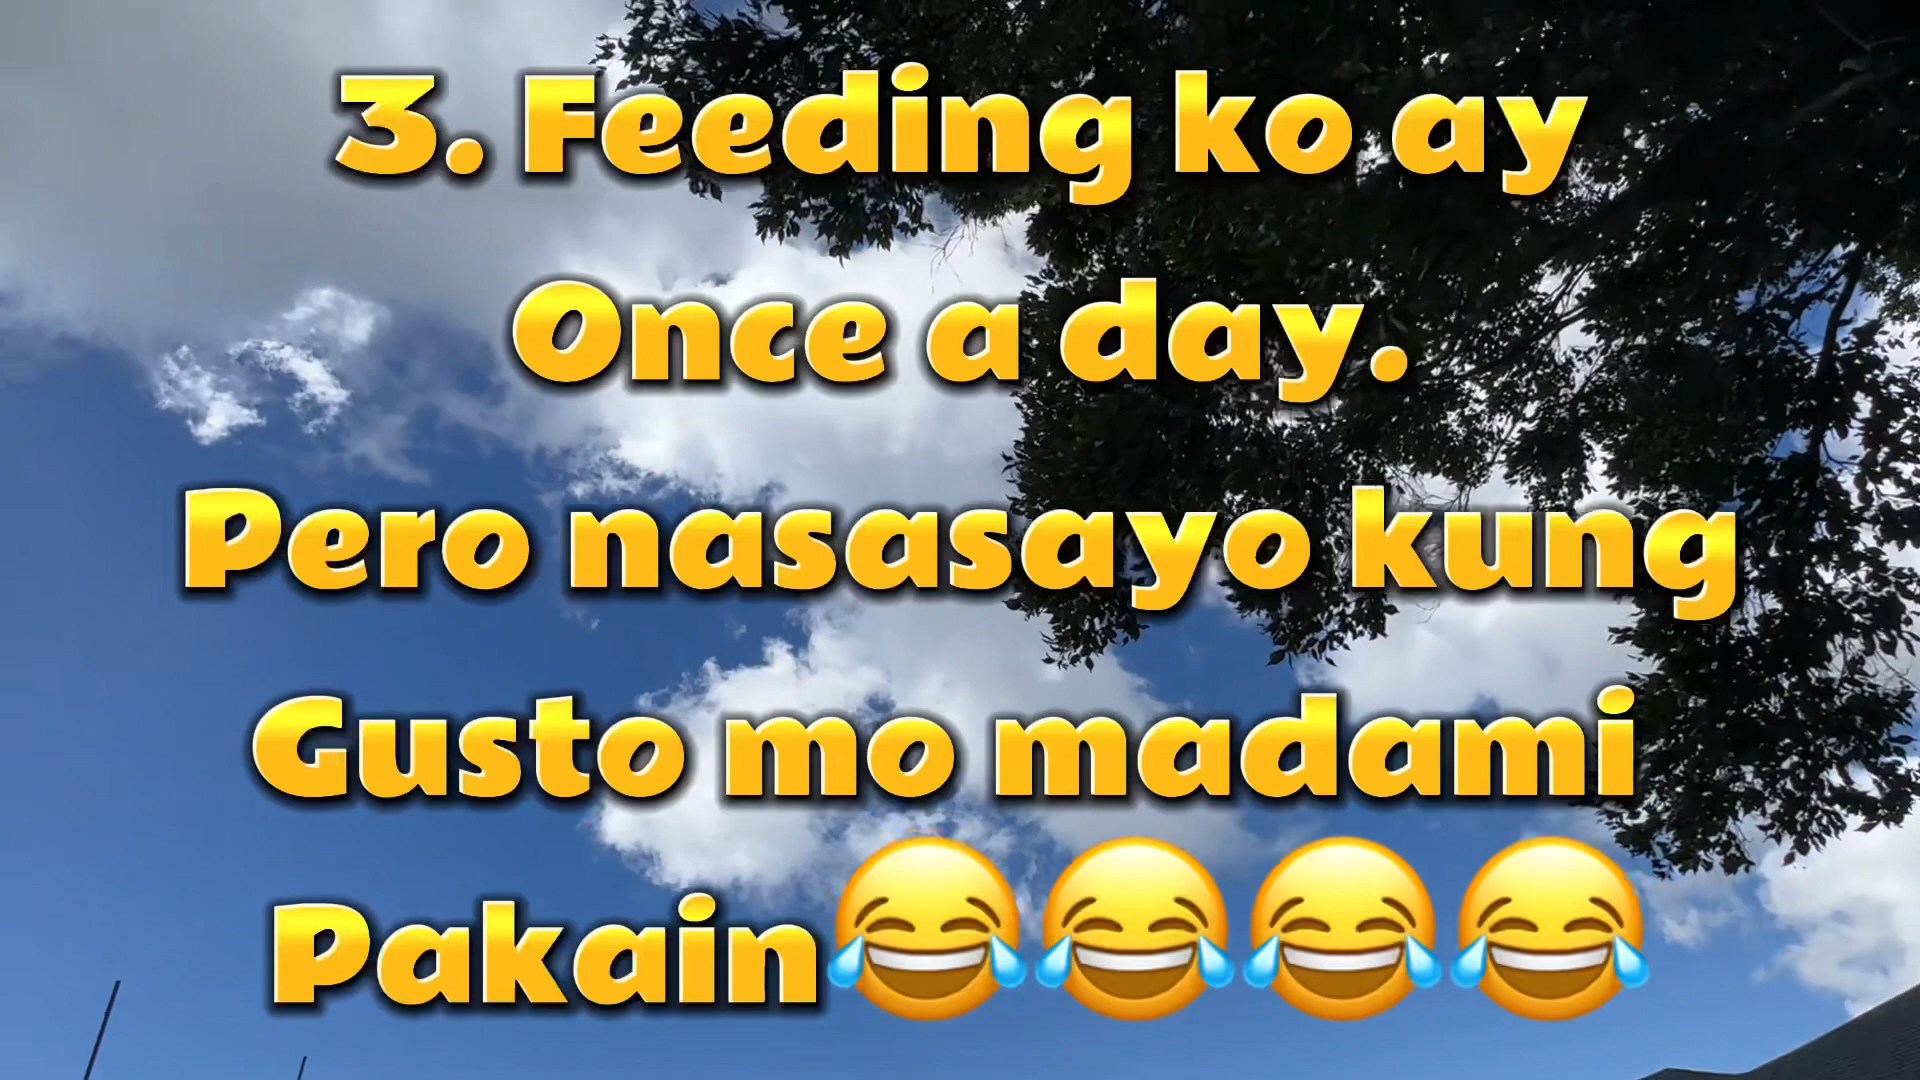 3. Feeding ko ay
Once a day.
Pero nasasayo kung
Gusto mo madami
Pakain😂😂😂😂